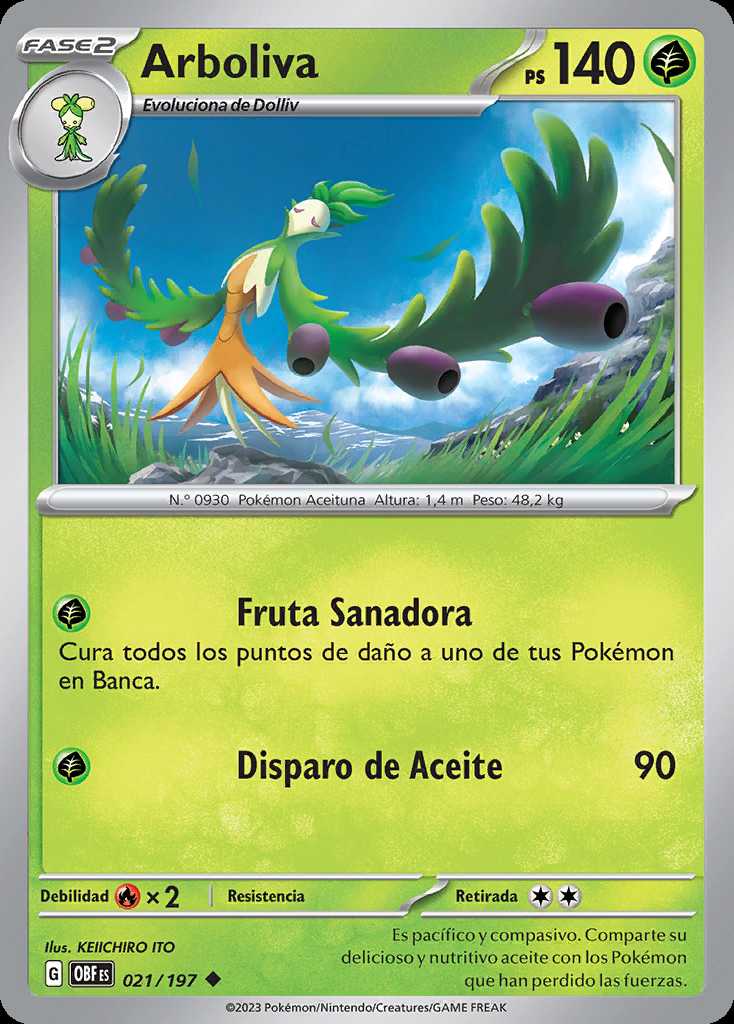 FASE 2
Arboliva
PS 140
Evoluciona de Dolliv
N.º 0930 Pokémon Aceituna Altura: 1,4 m Peso: 48,2 kg
Fruta Sanadora
Cura todos los puntos de daño a uno de tus Pokémon
en Banca.
Disparo de Aceite 90
Debilidad ×2 Resistencia Retirada
Ilus. KEIICHIRO ITO
G OBF ES 021/197
Es pacífico y compasivo. Comparte su
delicioso y nutritivo aceite con los Pokémon
que han perdido las fuerzas.
©2023 Pokémon/Nintendo/Creatures/GAME FREAK